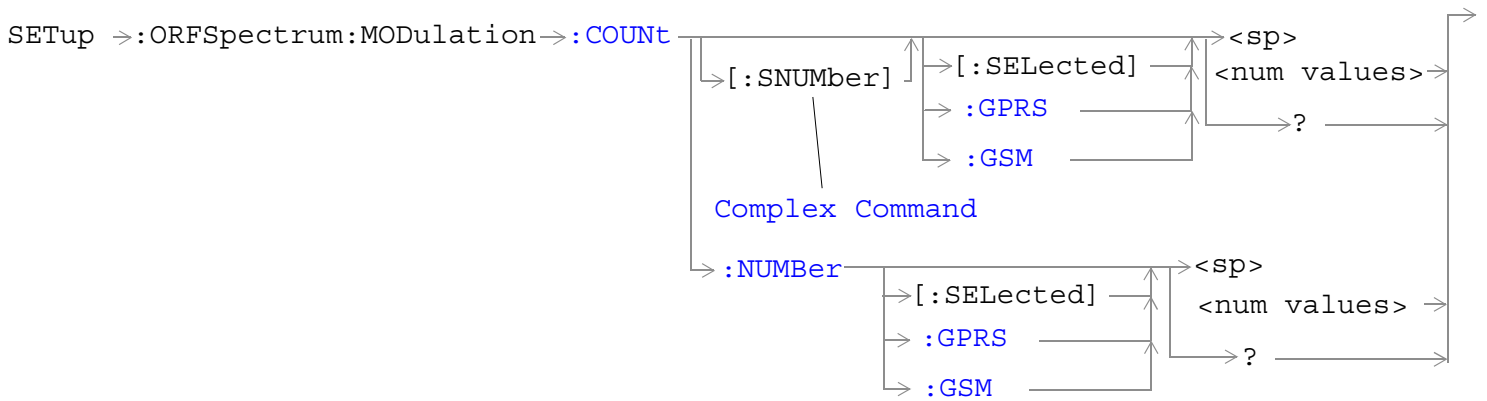 SETup :ORFSpectrum:MODulation :COUNt <sp>
[:SNUMber] [:SELected] <num values>
:GPRS ?
:GSM
Complex Command
:NUMBer <sp>
[:SELected] <num values>
:GPRS ?
:GSM